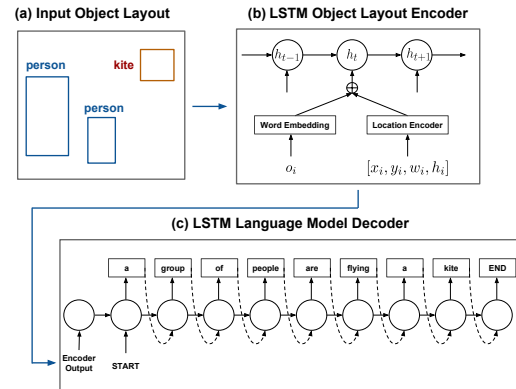 (a) Input Object Layout
person
kite
person
(b) LSTM Object Layout Encoder
h_{t-1} h_t h_{t+1}
⊕
Word Embedding Location Encoder
o_i [x_i, y_i, w_i, h_i]
(c) LSTM Language Model Decoder
a group of people are flying a kite END
Encoder Output START